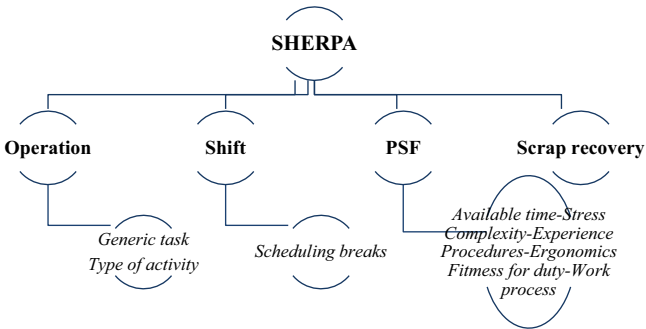 SHERPA
Operation
Shift
PSF
Scrap recovery
Generic task
Type of activity
Scheduling breaks
Available time-Stress
Complexity-Experience
Procedures-Ergonomics
Fitness for duty-Work
process